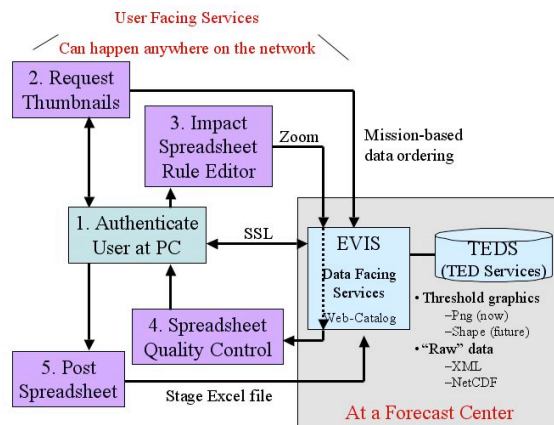 User Facing Services
Can happen anywhere on the network
2. Request
Thumbnails
3. Impact
Spreadsheet
Rule Editor
Zoom
Mission-based
data ordering
1. Authenticate
User at PC
SSL
EVIS
Data Facing
Services
Web-Catalog
TEDS
(TED Services)
• Threshold graphics
–Png (now)
–Shape (future)
• “Raw” data
–XML
–NetCDF
4. Spreadsheet
Quality Control
5. Post
Spreadsheet
Stage Excel file
At a Forecast Center